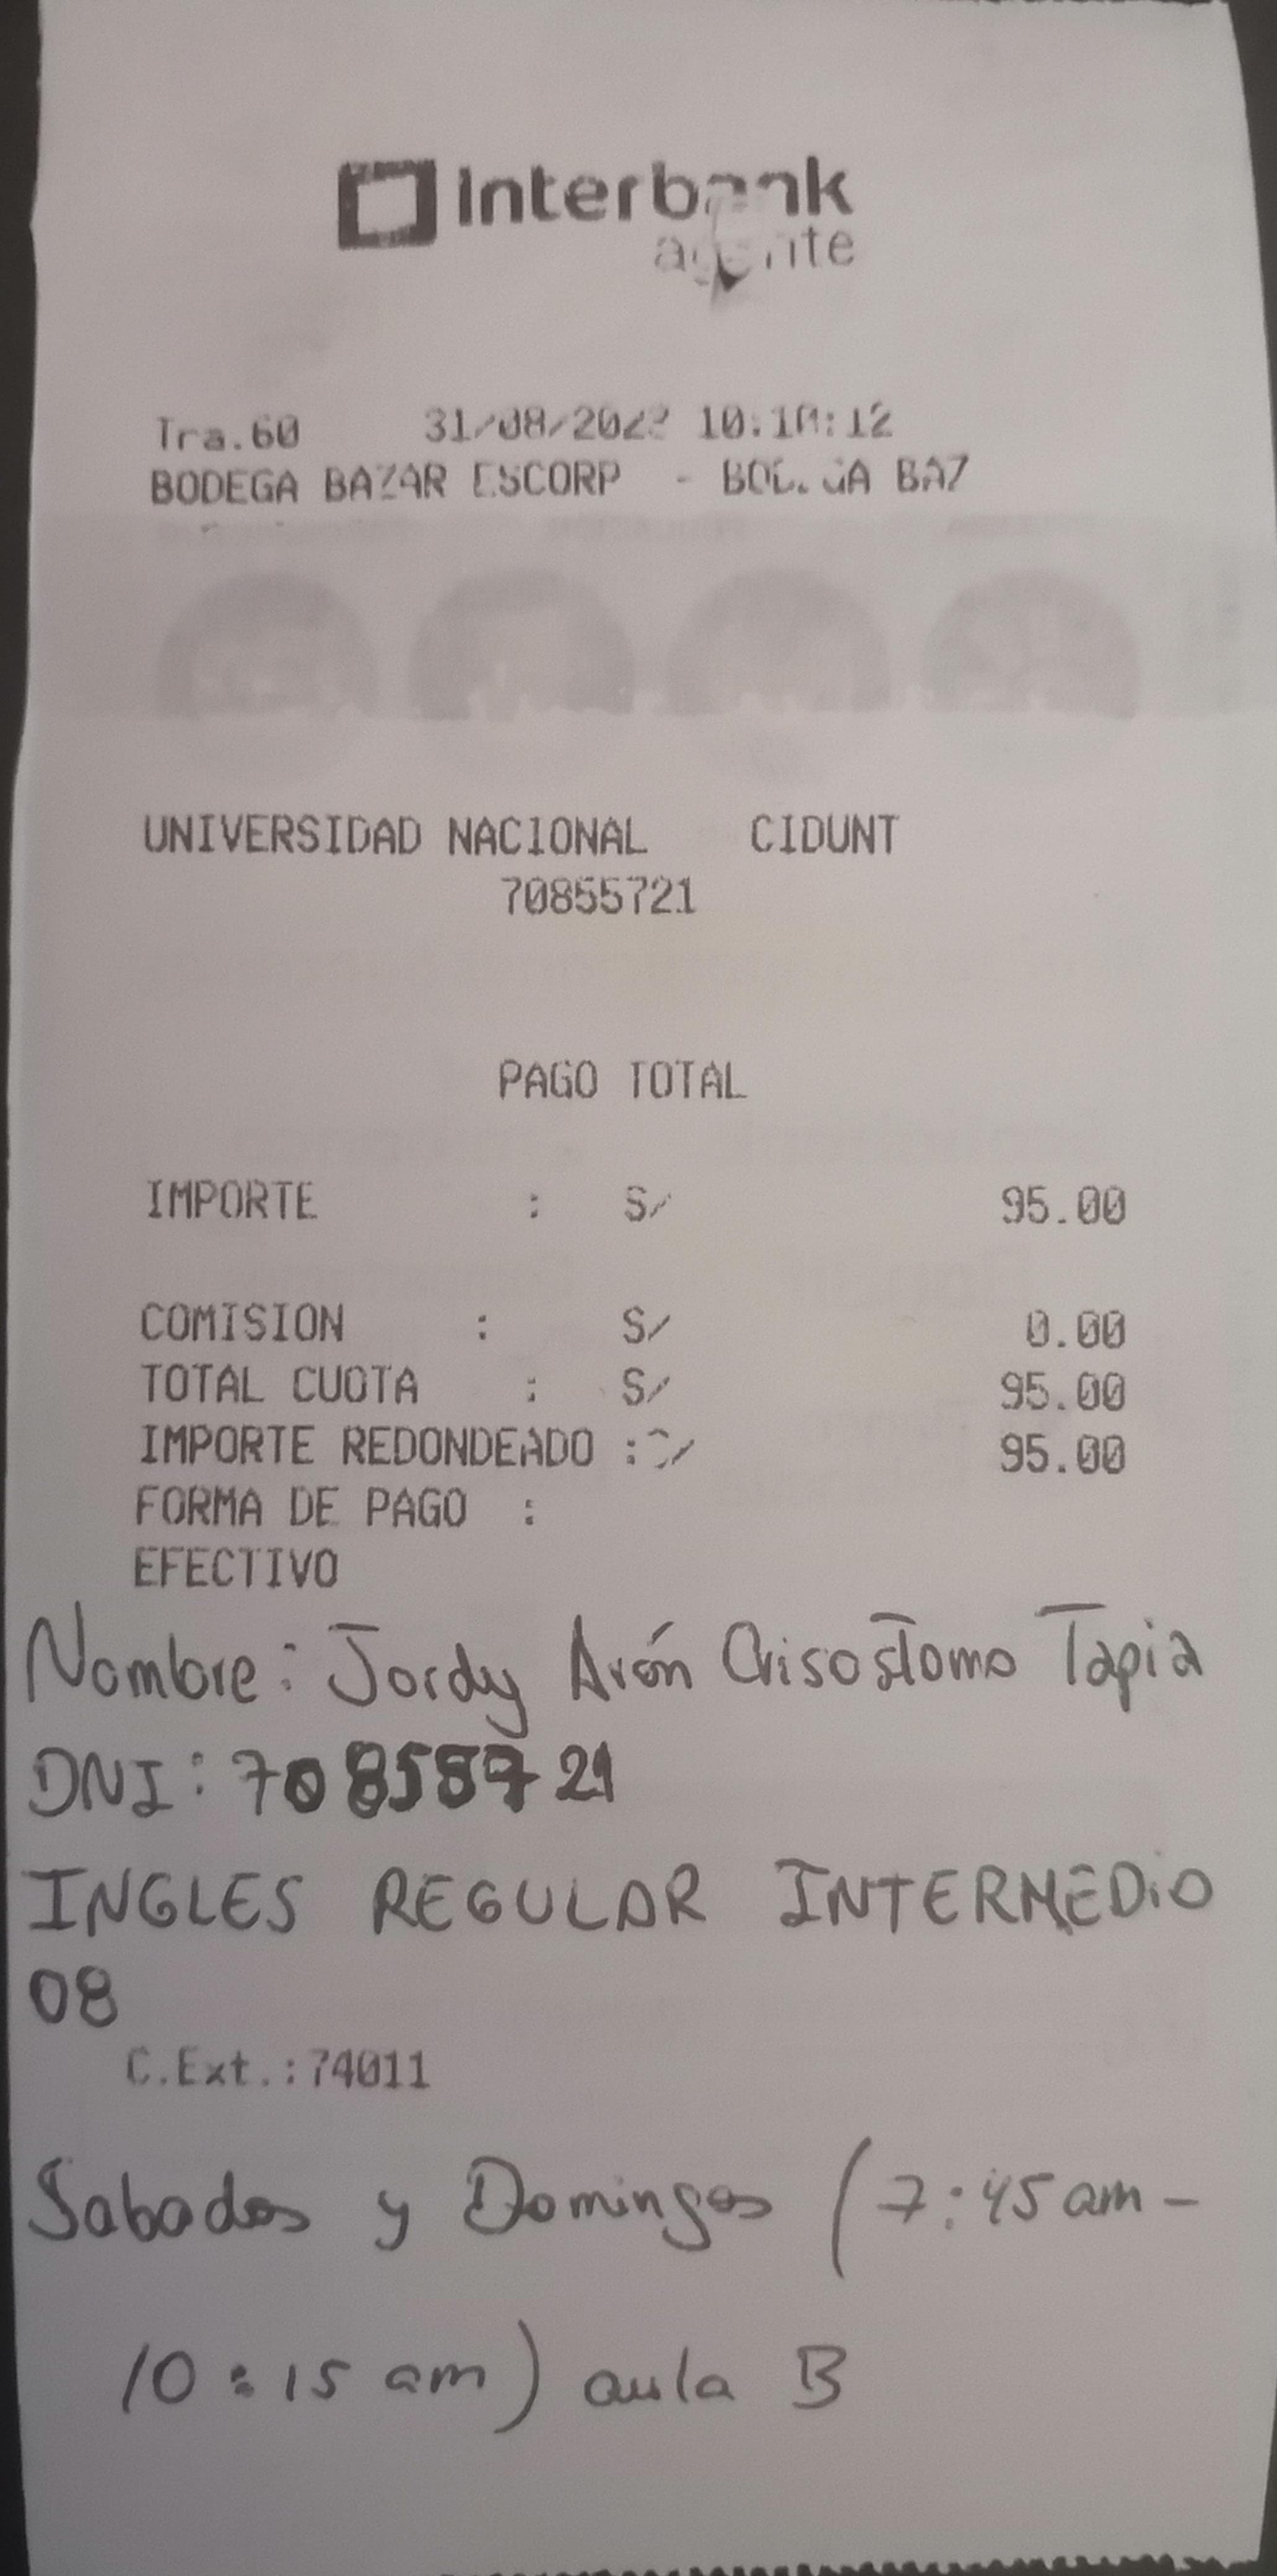 Interbank
agente
Tra.60 31/08/2022
BODEGA BAZAR ESCORP - BODEGA BAZ
UNIVERSIDAD NACIONAL CIDUNT
70855721
PAGO TOTAL
IMPORTE : S/ 95.00
COMISION : S/ 0.00
TOTAL CUOTA : S/ 95.00
IMPORTE REDONDEADO :S/ 95.00
FORMA DE PAGO :
EFECTIVO
Nombre: Jordy Arón Crisostomo Tapia
DNI: 70855721
INGLES REGULAR INTERMEDIO
08
C.Ext.:74011
Sabados y Domingos (7:45 am -
10:15 am) aula B